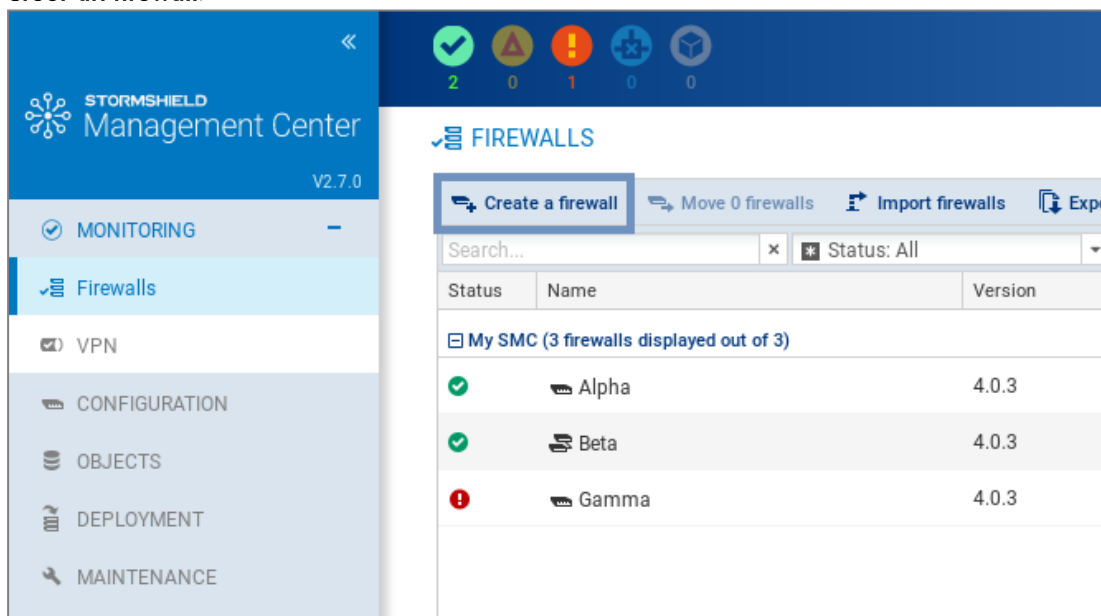 «
STORMSHIELD
Management Center
V2.7.0
MONITORING –
Firewalls
VPN
CONFIGURATION
OBJECTS
DEPLOYMENT
MAINTENANCE
2 0 1 0 0
FIREWALLS
Create a firewall Move 0 firewalls Import firewalls
Search... × Status: All
Status Name Version
My SMC (3 firewalls displayed out of 3)
Alpha 4.0.3
Beta 4.0.3
Gamma 4.0.3